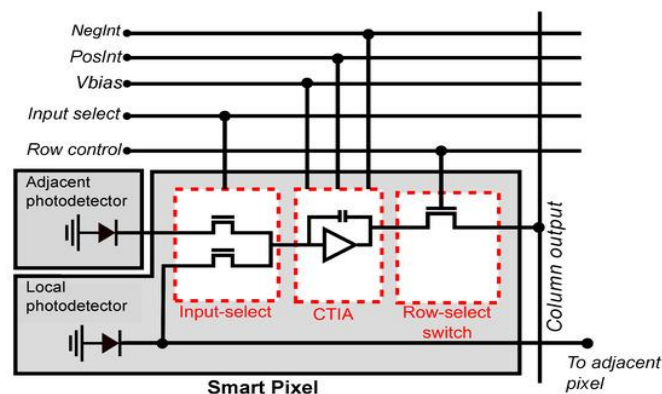 NegInt
PosInt
Vbias
Input select
Row control
Adjacent
photodetector
Local
photodetector
Input-select
CTIA
Row-select
switch
Column output
To adjacent
pixel
Smart Pixel